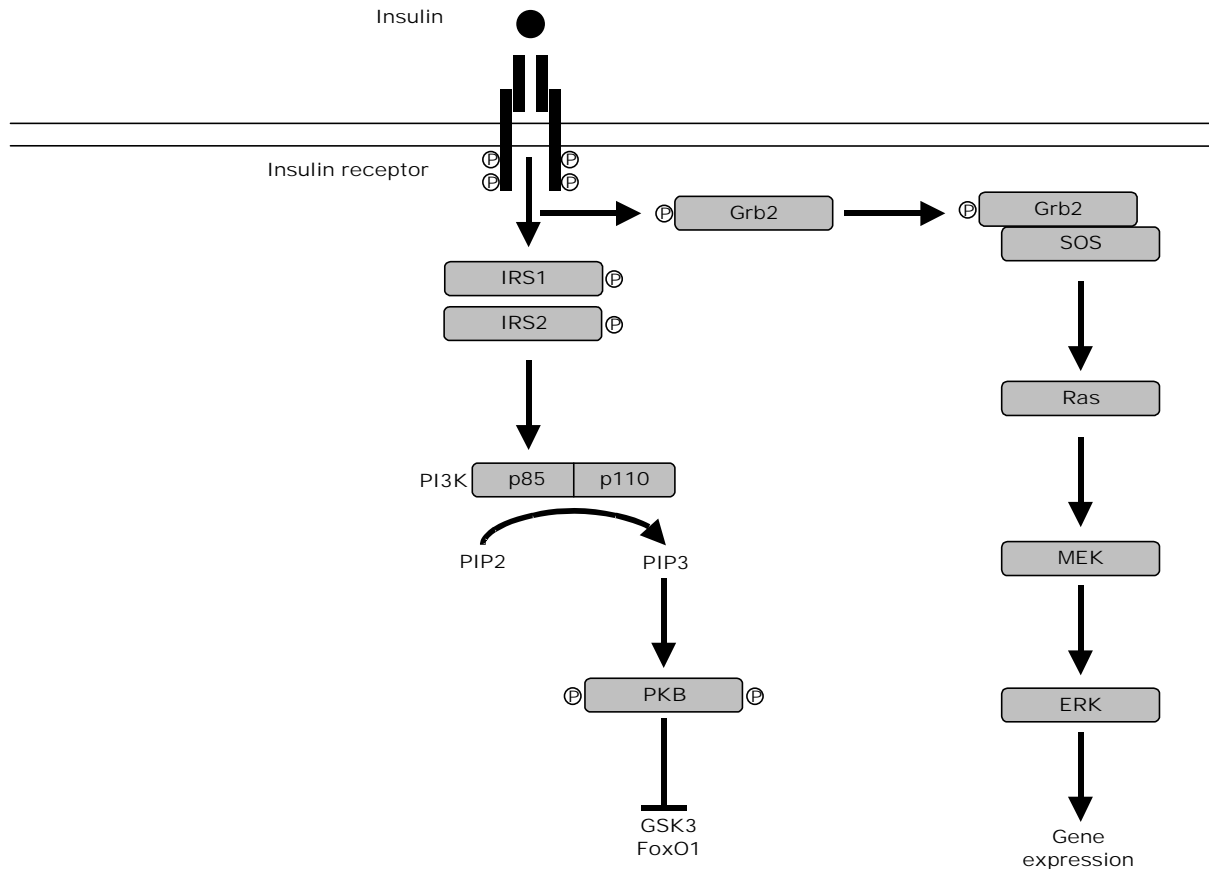 Insulin
Insulin receptor
P
P
P
P
P
Grb2
P
Grb2
SOS
IRS1
P
IRS2
P
Ras
PI3K
p85
p110
PIP2
PIP3
MEK
P
PKB
P
ERK
GSK3
FoxO1
Gene
expression